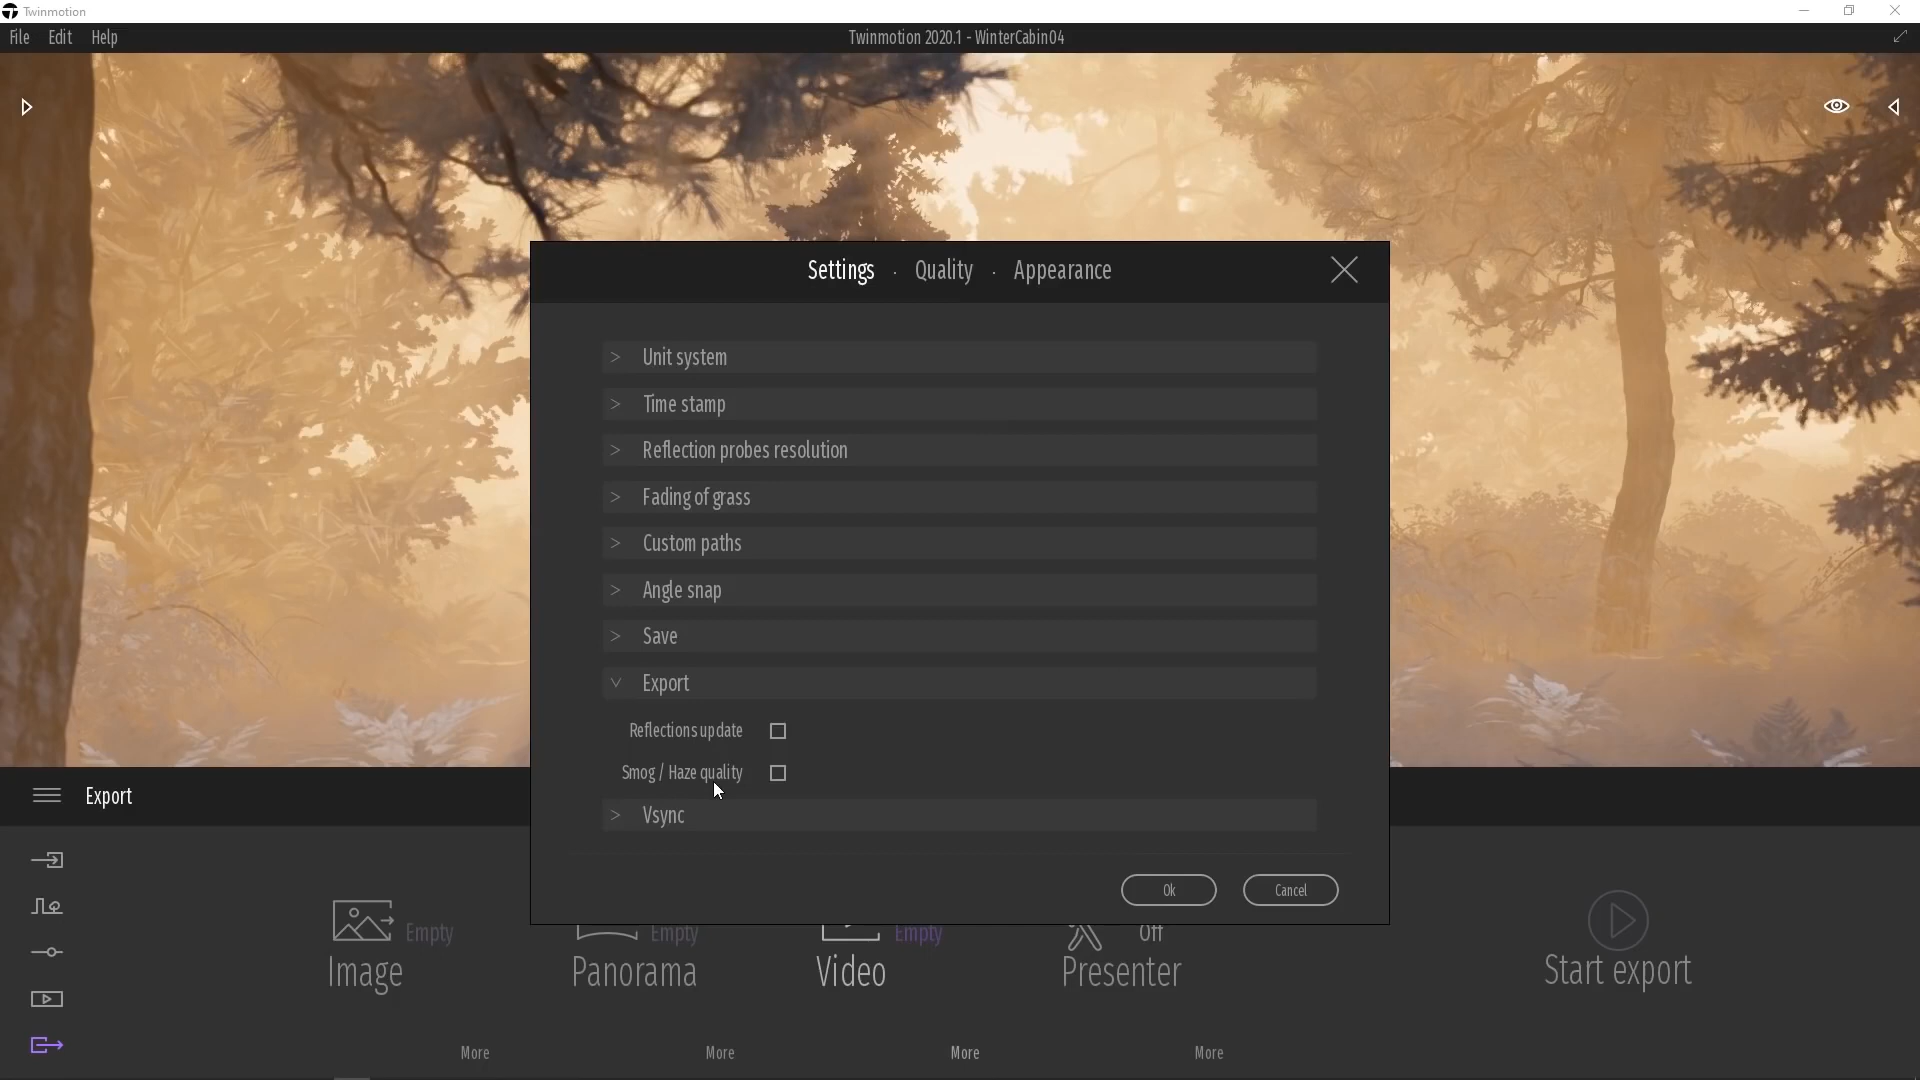 Twinmotion
File Edit Help
Twinmotion 2020.1 - WinterCabin04
Settings · Quality · Appearance
> Unit system
> Time stamp
> Reflection probes resolution
> Fading of grass
> Custom paths
> Angle snap
> Save
Export
Reflections update
Smog / Haze quality
> Vsync
Ok Cancel
Export
Empty Empty Empty Off
Image Panorama Video Presenter Start export
More More More More